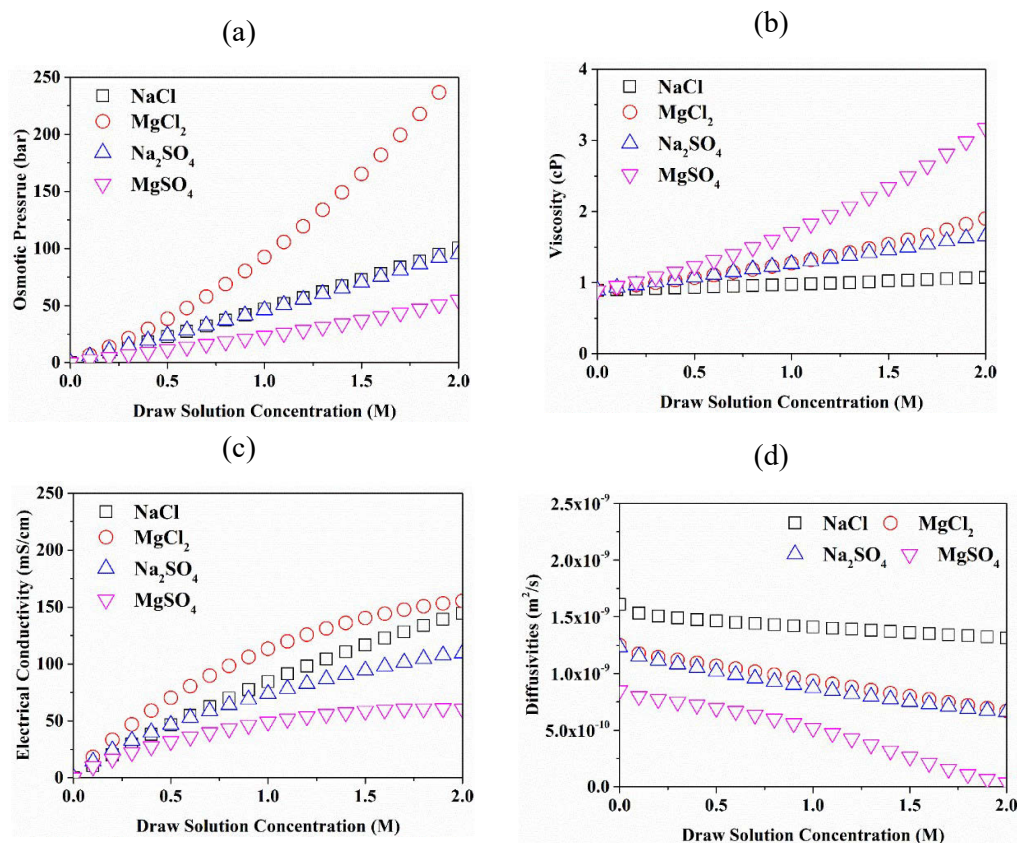 (a)
250
200
150
100
50
0
Osmotic Pressrue (bar)
NaCl
MgCl₂
Na₂SO₄
MgSO₄
0.0 0.5 1.0 1.5 2.0
Draw Solution Concentration (M)
(b)
4
3
2
1
0
Viscosity (cP)
NaCl
MgCl₂
Na₂SO₄
MgSO₄
0.0 0.5 1.0 1.5 2.0
Draw Solution Concentration (M)
(c)
250
200
150
100
50
0
Electrical Conductivity (mS/cm)
NaCl
MgCl₂
Na₂SO₄
MgSO₄
0.0 0.5 1.0 1.5 2.0
Draw Solution Concentration (M)
(d)
2.5x10⁻⁹
2.0x10⁻⁹
1.5x10⁻⁹
1.0x10⁻⁹
5.0x10⁻¹⁰
0.0
Diffusivities (m²/s)
NaCl MgCl₂
Na₂SO₄ MgSO₄
0.0 0.5 1.0 1.5 2.0
Draw Solution Concentration (M)